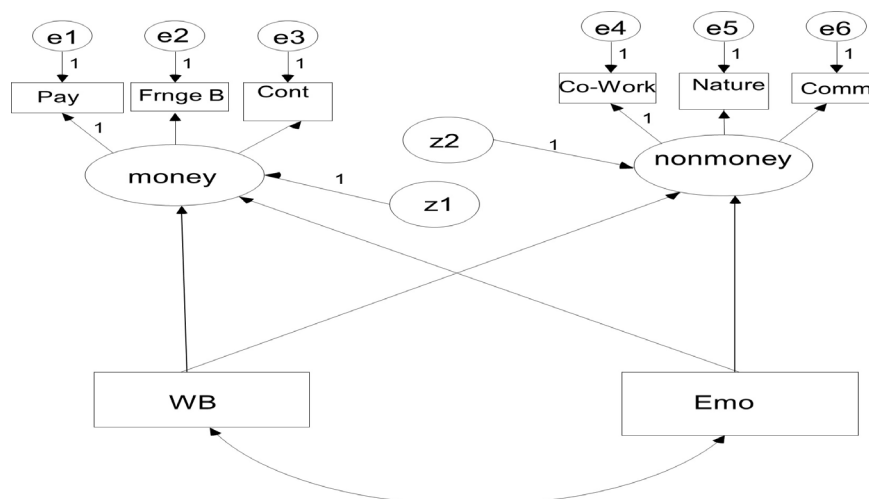 e1
e2
e3
e4
e5
e6
1
1
1
1
1
1
Pay
Frnge B
Cont
Co-Work
Nature
Comm
1
1
money
z2
1
nonmoney
1
z1
WB
Emo